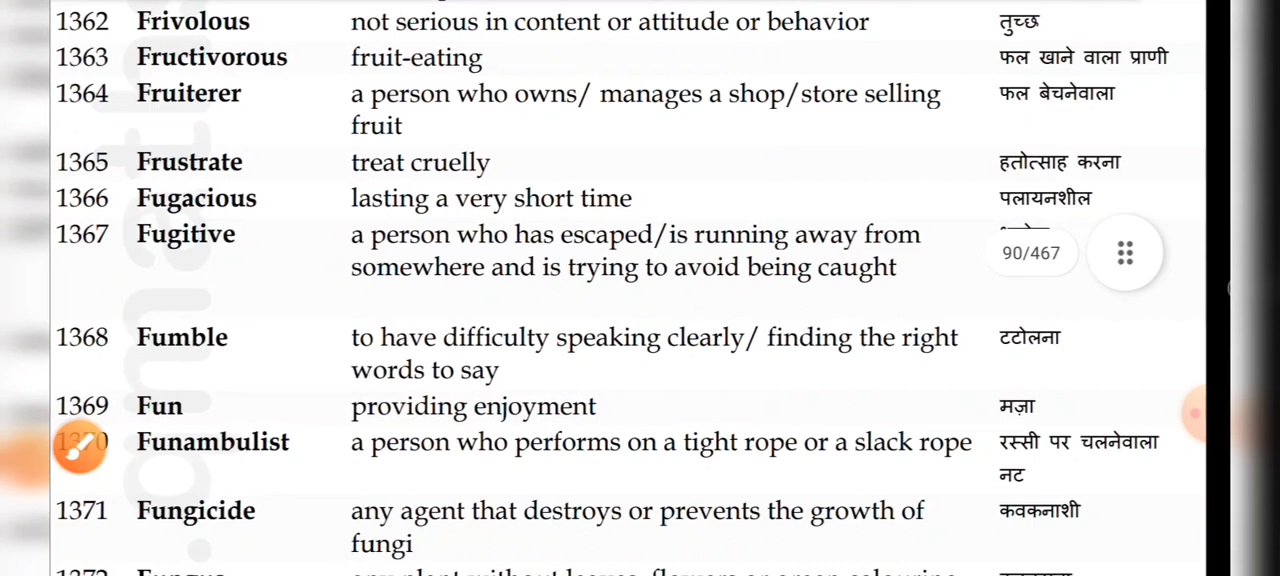 1362 Frivolous not serious in content or attitude or behavior तुच्छ
1363 Fructivorous fruit-eating फल खाने वाला प्राणी
1364 Fruiterer a person who owns/ manages a shop/store selling फल बेचनेवाला
fruit
1365 Frustrate treat cruelly हतोत्साह करना
1366 Fugacious lasting a very short time पलायनशील
1367 Fugitive a person who has escaped/is running away from
somewhere and is trying to avoid being caught
90/467
1368 Fumble to have difficulty speaking clearly/ finding the right टटोलना
words to say
1369 Fun providing enjoyment मज़ा
1370 Funambulist a person who performs on a tight rope or a slack rope रस्सी पर चलनेवाला
नट
1371 Fungicide any agent that destroys or prevents the growth of कवकनाशी
fungi